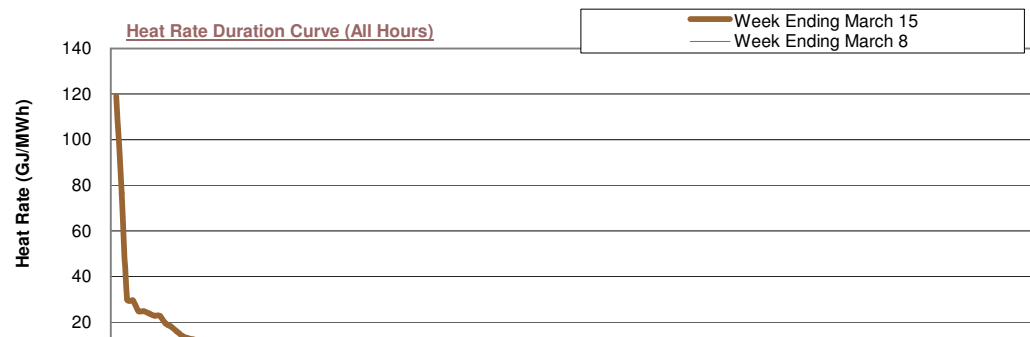 Heat Rate Duration Curve (All Hours)
Week Ending March 15
Week Ending March 8
Heat Rate (GJ/MWh)
140
120
100
80
60
40
20